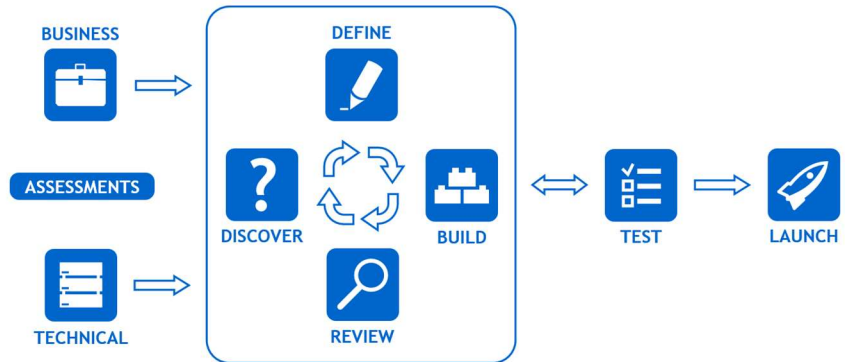 BUSINESS
DEFINE
ASSESSMENTS
DISCOVER
BUILD
TEST
LAUNCH
TECHNICAL
REVIEW